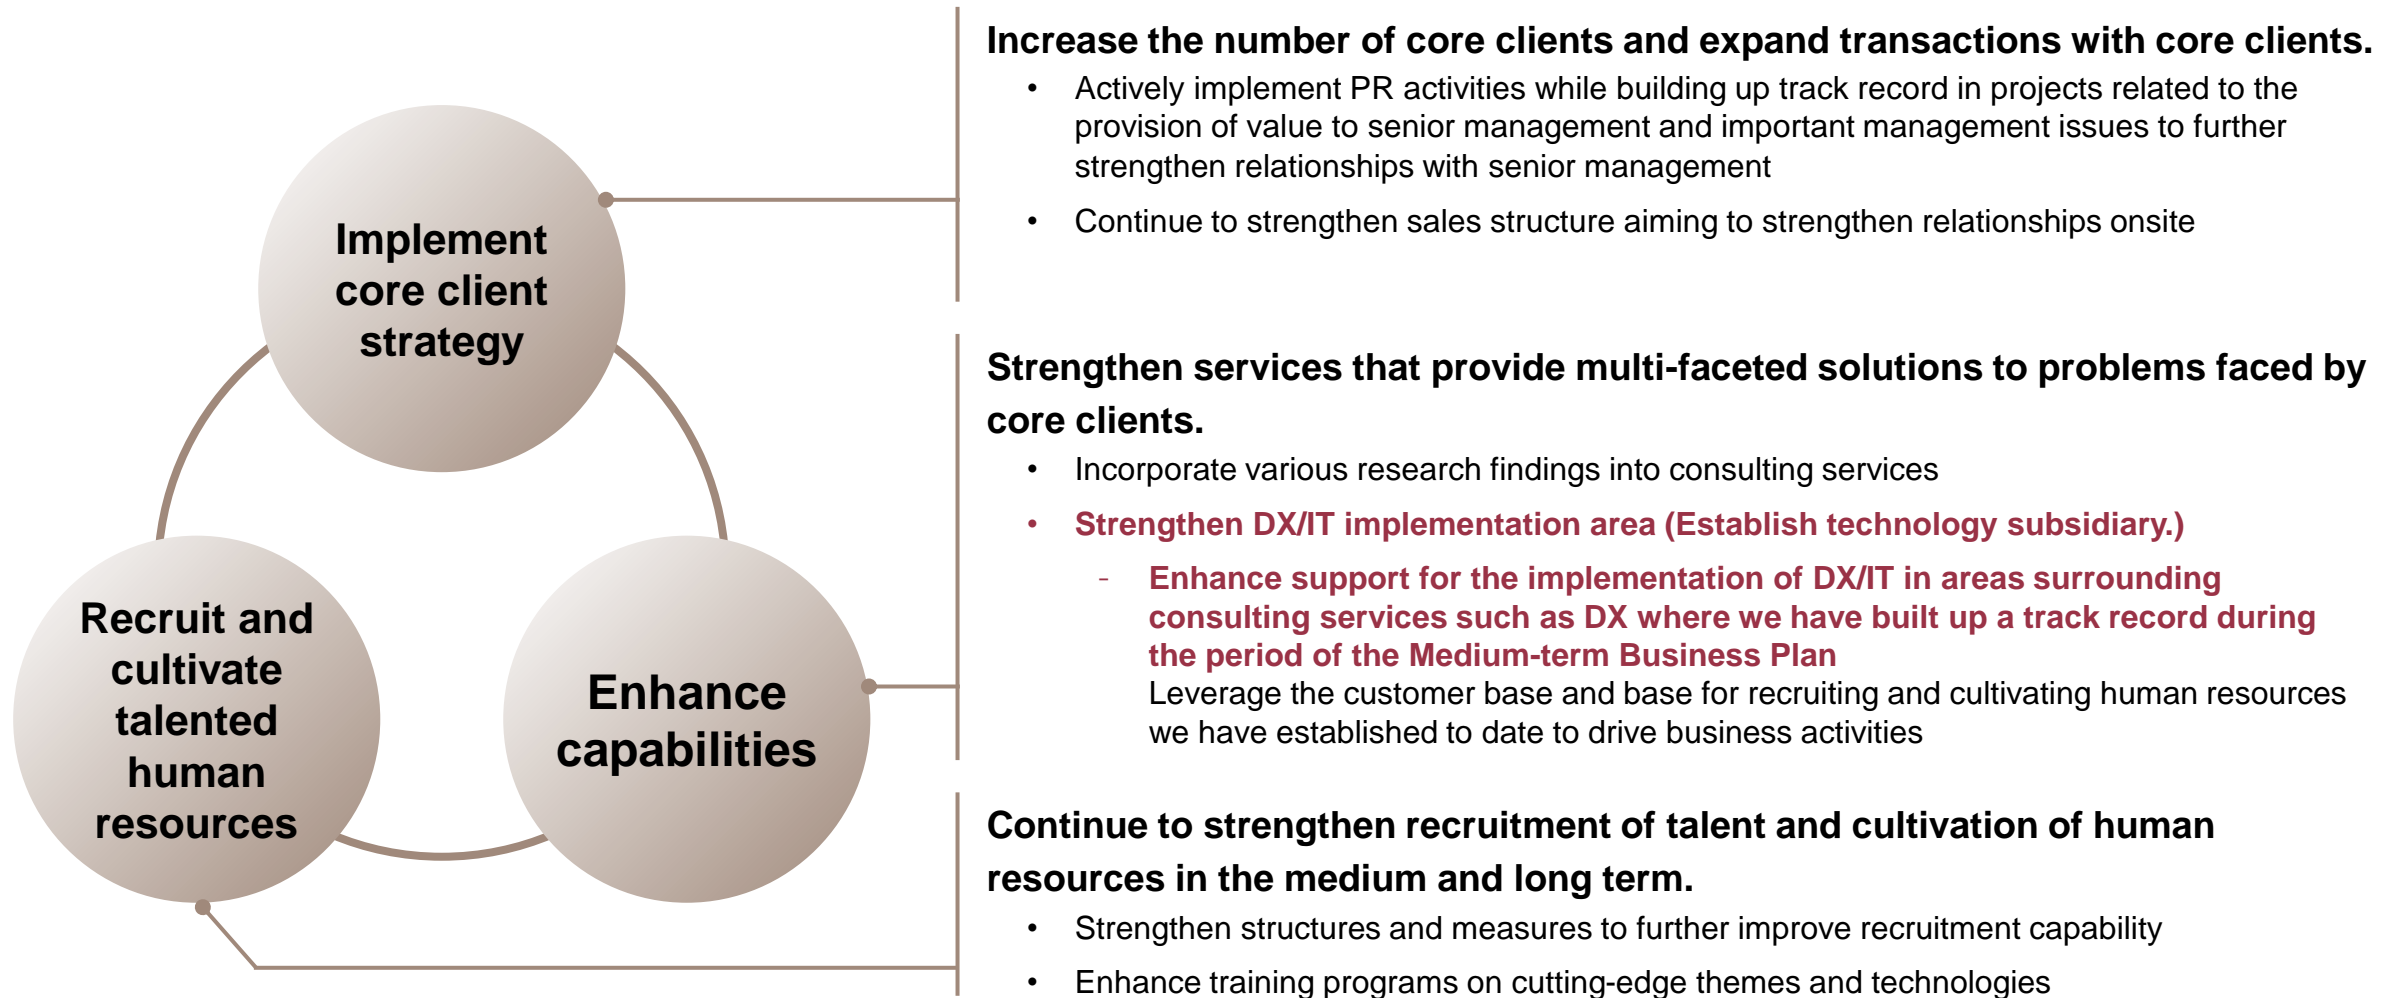 Implement
core client
strategy
Recruit and
cultivate
talented
human
resources
Enhance
capabilities
Increase the number of core clients and expand transactions with core clients.
• Actively implement PR activities while building up track record in projects related to the
provision of value to senior management and important management issues to further
strengthen relationships with senior management
• Continue to strengthen sales structure aiming to strengthen relationships onsite
Strengthen services that provide multi-faceted solutions to problems faced by
core clients.
• Incorporate various research findings into consulting services
• Strengthen DX/IT implementation area (Establish technology subsidiary.)
- Enhance support for the implementation of DX/IT in areas surrounding
consulting services such as DX where we have built up a track record during
the period of the Medium-term Business Plan
Leverage the customer base and base for recruiting and cultivating human resources
we have established to date to drive business activities
Continue to strengthen recruitment of talent and cultivation of human
resources in the medium and long term.
• Strengthen structures and measures to further improve recruitment capability
• Enhance training programs on cutting-edge themes and technologies